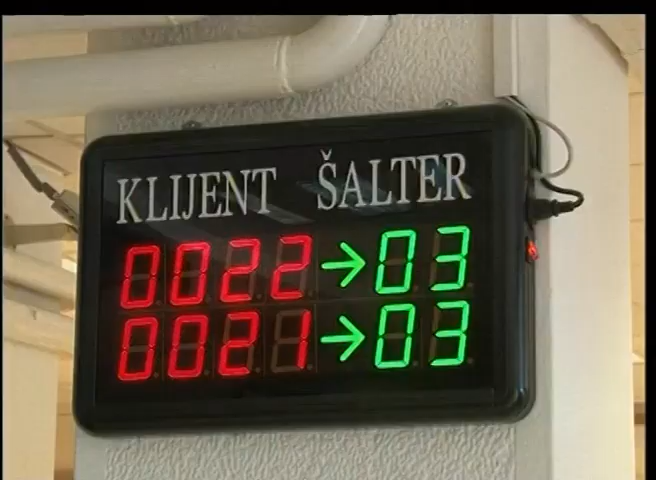 KLIJENT ŠALTER
0022 → 03
0021 → 03